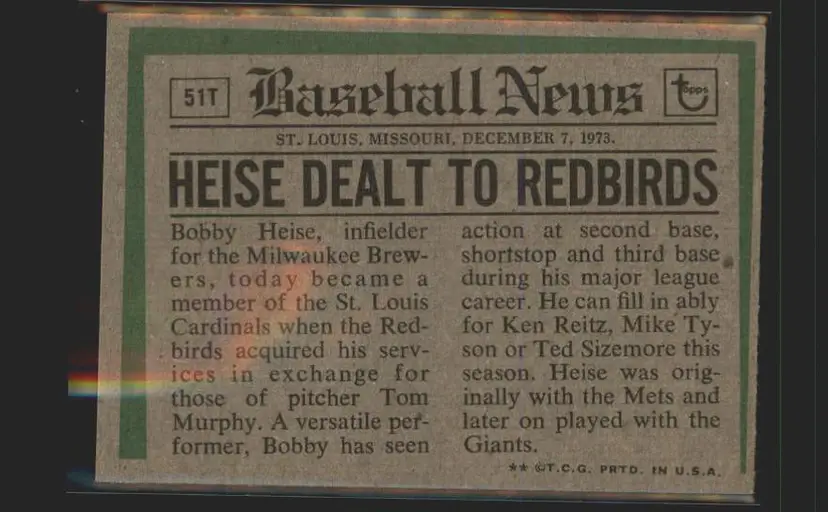 51T Baseball News topps
ST. LOUIS, MISSOURI, DECEMBER 7, 1973.
HEISE DEALT TO REDBIRDS
Bobby Heise, infielder
for the Milwaukee Brew-
ers, today became a
member of the St. Louis
Cardinals when the Red-
birds acquired his serv-
ices in exchange for
those of pitcher Tom
Murphy. A versatile per-
former, Bobby has seen
action at second base,
shortstop and third base
during his major league
career. He can fill in ably
for Ken Reitz, Mike Ty-
son or Ted Sizemore this
season. Heise was orig-
inally with the Mets and
later on played with the
Giants.
** ©T.C.G. PRTD. IN U.S.A.